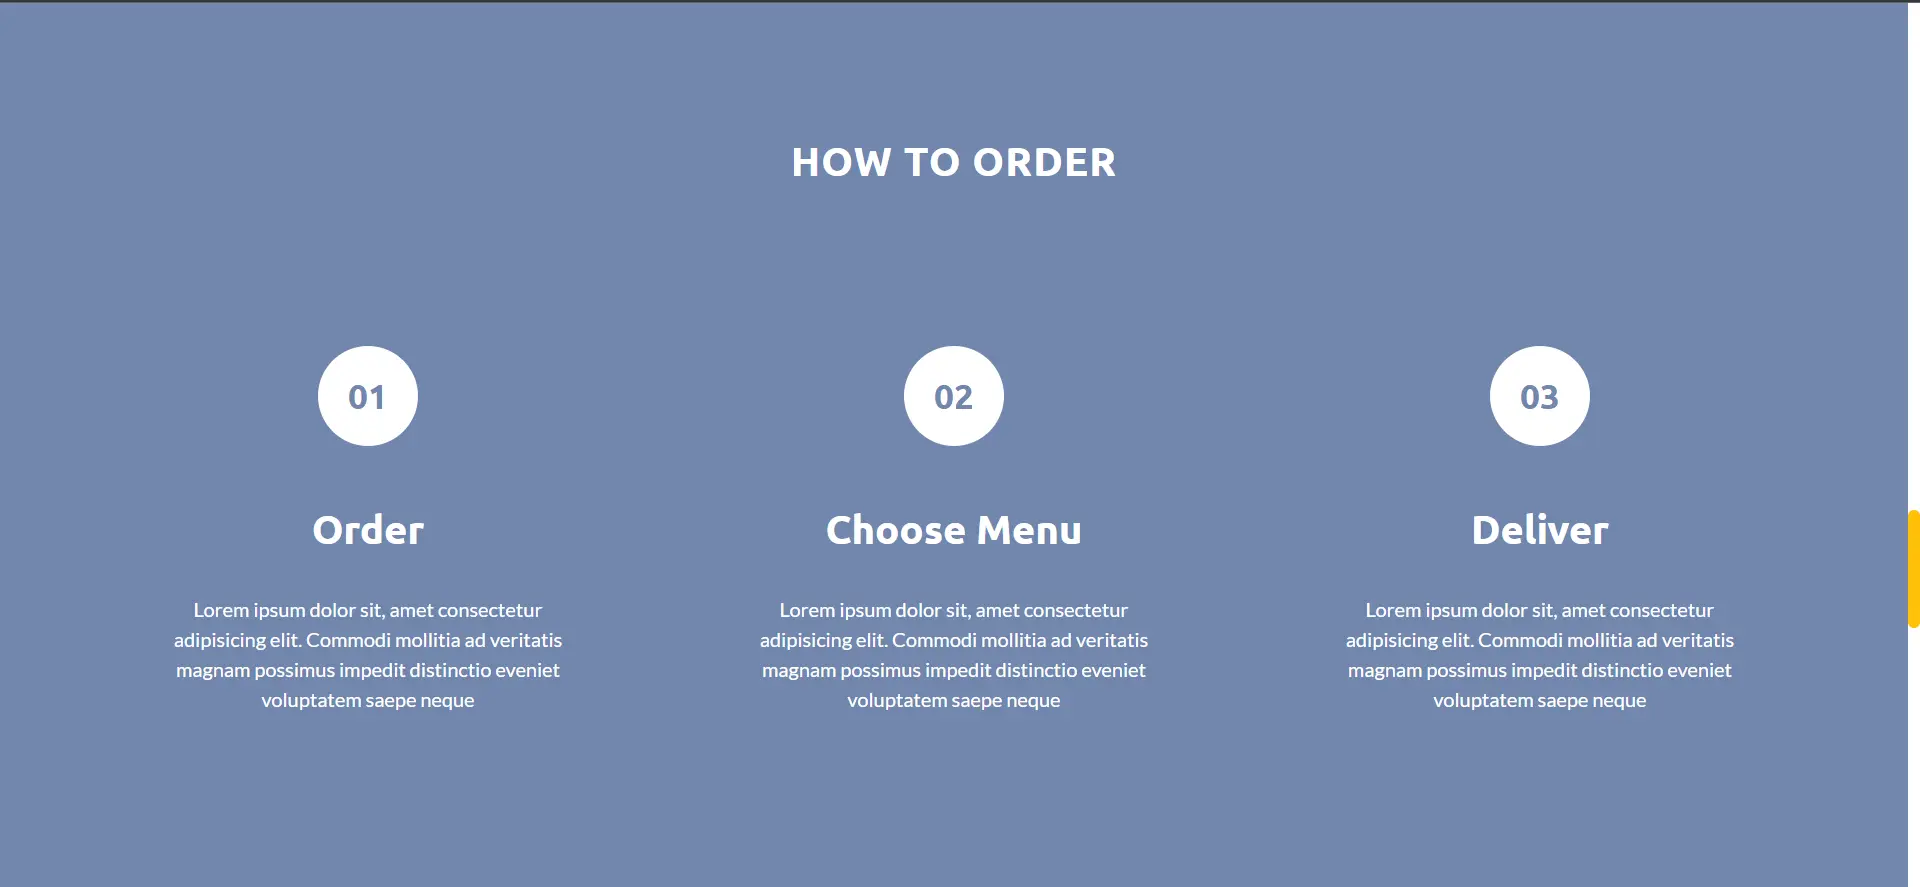 HOW TO ORDER
01
Order
Lorem ipsum dolor sit, amet consectetur
adipisicing elit. Commodi mollitia ad veritatis
magnam possimus impedit distinctio eveniet
voluptatem saepe neque
02
Choose Menu
Lorem ipsum dolor sit, amet consectetur
adipisicing elit. Commodi mollitia ad veritatis
magnam possimus impedit distinctio eveniet
voluptatem saepe neque
03
Deliver
Lorem ipsum dolor sit, amet consectetur
adipisicing elit. Commodi mollitia ad veritatis
magnam possimus impedit distinctio eveniet
voluptatem saepe neque